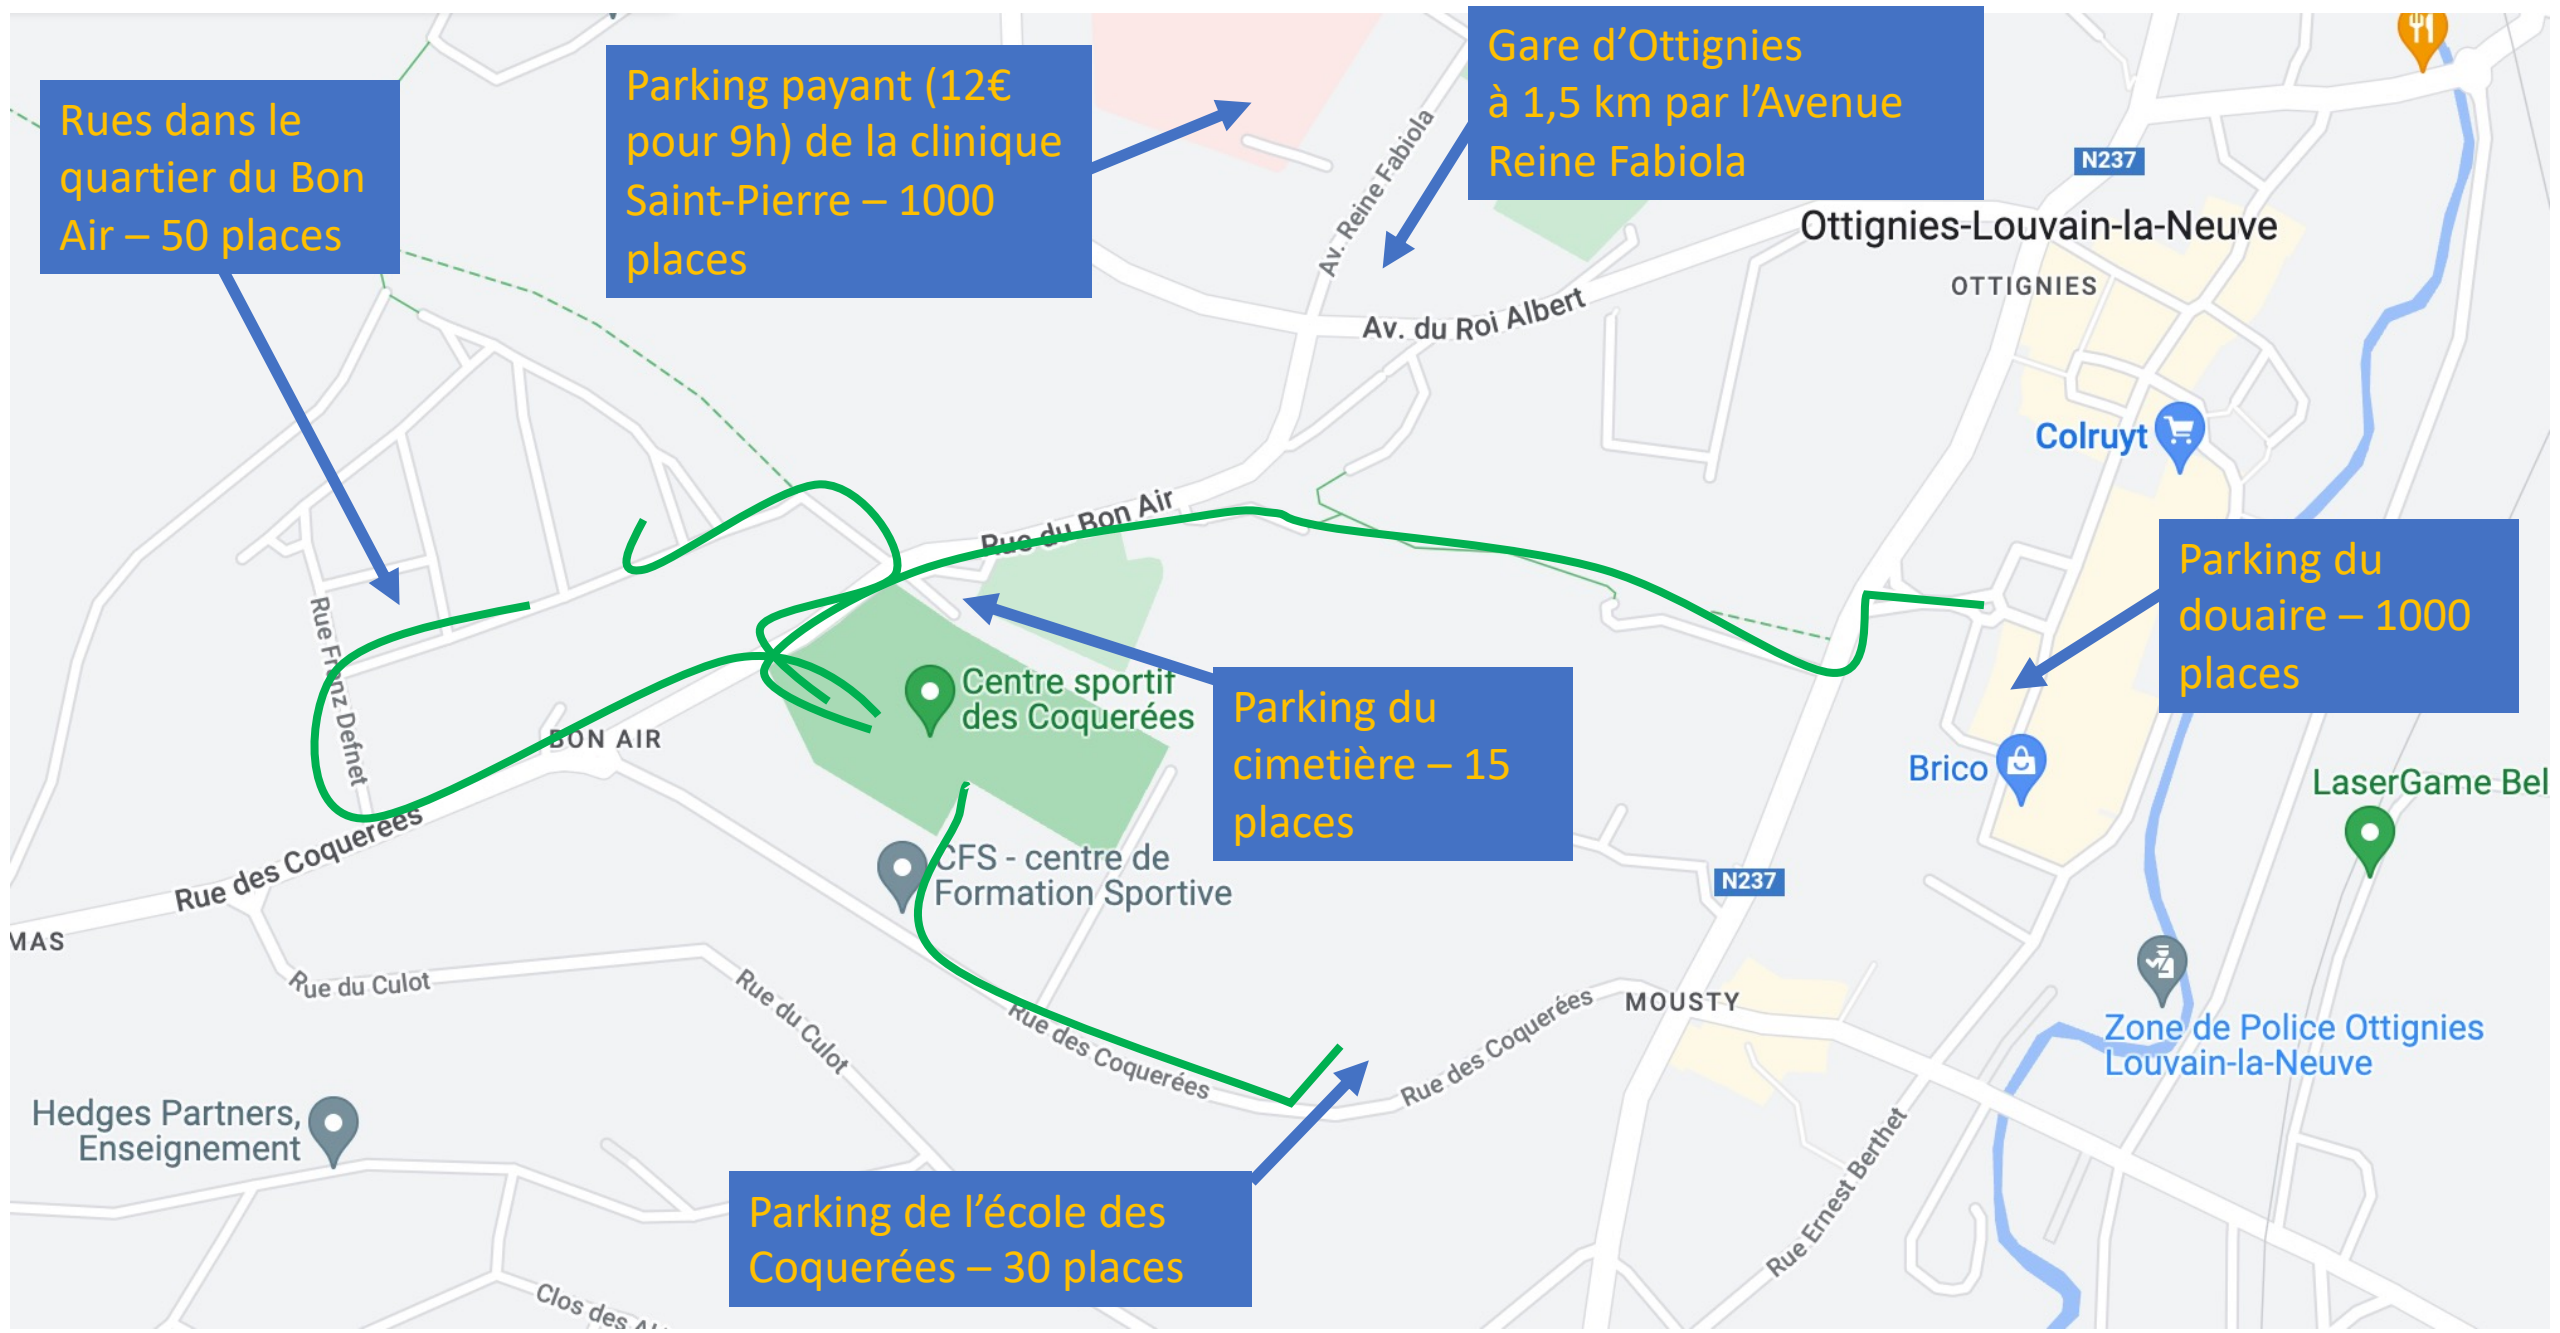 Rues dans le
quartier du Bon
Air – 50 places
Parking payant (12€
pour 9h) de la clinique
Saint-Pierre – 1000
places
Gare d’Ottignies
à 1,5 km par l’Avenue
Reine Fabiola
Av. Reine Fabiola
N237
Ottignies-Louvain-la-Neuve
OTTIGNIES
Av. du Roi Albert
Colruyt
Rue du Bon Air
Parking du
douaire – 1000
places
Rue Franz Defnet
Centre sportif
des Coquerées
Parking du
cimetière – 15
places
BON AIR
Brico
LaserGame Bel
Rue des Coquerées
CFS - centre de
Formation Sportive
N237
MAS
Rue du Culot
Rue du Culot
Rue des Coquerées
Rue des Coquerées
MOUSTY
Zone de Police Ottignies
Louvain-la-Neuve
Hedges Partners,
Enseignement
Rue Ernest Berthet
Parking de l’école des
Coquerées – 30 places
Clos des